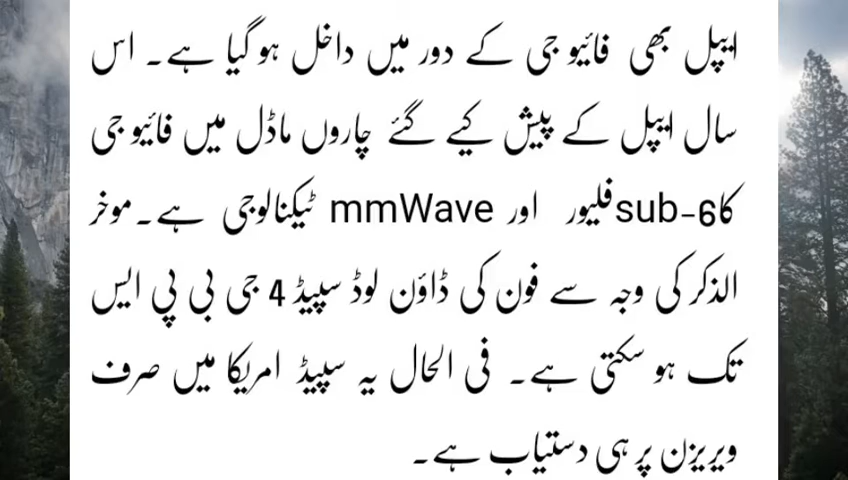 ایپل بھی فائیو جی کے دور میں داخل ہو گیا ہے۔ اس
سال ایپل کے پیش کیے گئے چاروں ماڈل میں فائیو جی
کا sub-6فلیور اور mmWave ٹیکنالوجی ہے۔موخر
الذکر کی وجہ سے فون کی ڈاؤن لوڈ سپیڈ 4 جی بی پی ایس
تک ہو سکتی ہے۔ فی الحال یہ سپیڈ امریکا میں صرف
ویریزن پر ہی دستیاب ہے۔